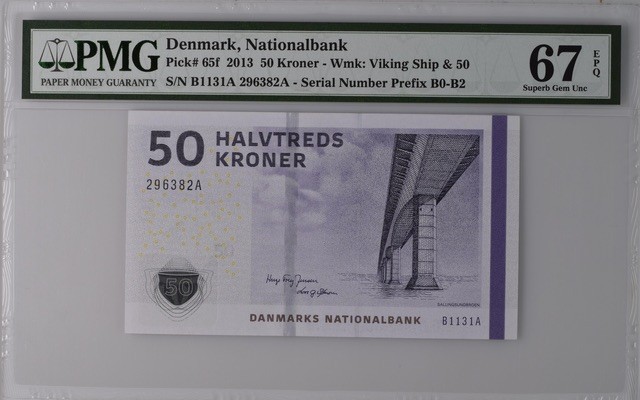 PMG
PAPER MONEY GUARANTY
Denmark, Nationalbank
Pick# 65f 2013 50 Kroner - Wmk: Viking Ship & 50
S/N B1131A 296382A - Serial Number Prefix B0-B2
67
EPQ
Superb Gem Unc
50 HALVTREDS
KRONER
296382A
50
DANMARKS NATIONALBANK
B1131A